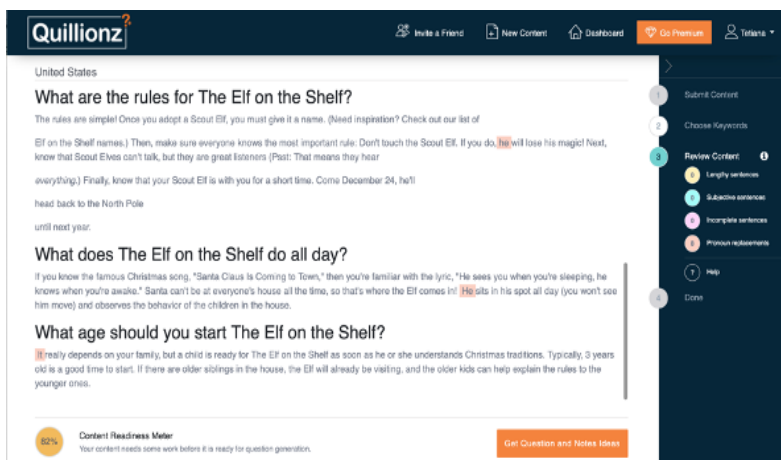 Quillionz?
Invite a Friend
New Content
Dashboard
Go Premium
Tetiana
United States
What are the rules for The Elf on the Shelf?
The rules are simple! Once you adopt a Scout Elf, you must give it a name. (Need inspiration? Check out our list of
Elf on the Shelf names.) Then, make sure everyone knows the most important rule: Don't touch the Scout Elf. If you do, he will lose his magic! Next,
know that Scout Elves can't talk, but they are great listeners (Psst: That means they hear
everything.) Finally, know that your Scout Elf is with you for a short time. Come December 24, he'll
head back to the North Pole
until next year.
What does The Elf on the Shelf do all day?
If you know the famous Christmas song, "Santa Claus Is Coming to Town," then you're familiar with the lyric, "He sees you when you're sleeping, he
knows when you're awake." Santa can't be at everyone's house all the time, so that's where the Elf comes in! He sits in his spot all day (you won't see
him move) and observes the behavior of the children in the house.
What age should you start The Elf on the Shelf?
It really depends on your family, but a child is ready for The Elf on the Shelf as soon as he or she understands Christmas traditions. Typically, 3 years
old is a good time to start. If there are older siblings in the house, the Elf will already be visiting, and the older kids can help explain the rules to the
younger ones.
82%
Content Readiness Meter
Your content needs some work before it is ready for question generation.
Get Question and Notes Ideas
1 Submit Content
2 Choose Keywords
3 Review Content
Lengthy sentences
Subjective sentences
Incomplete sentences
Pronoun replacements
? Help
4 Done